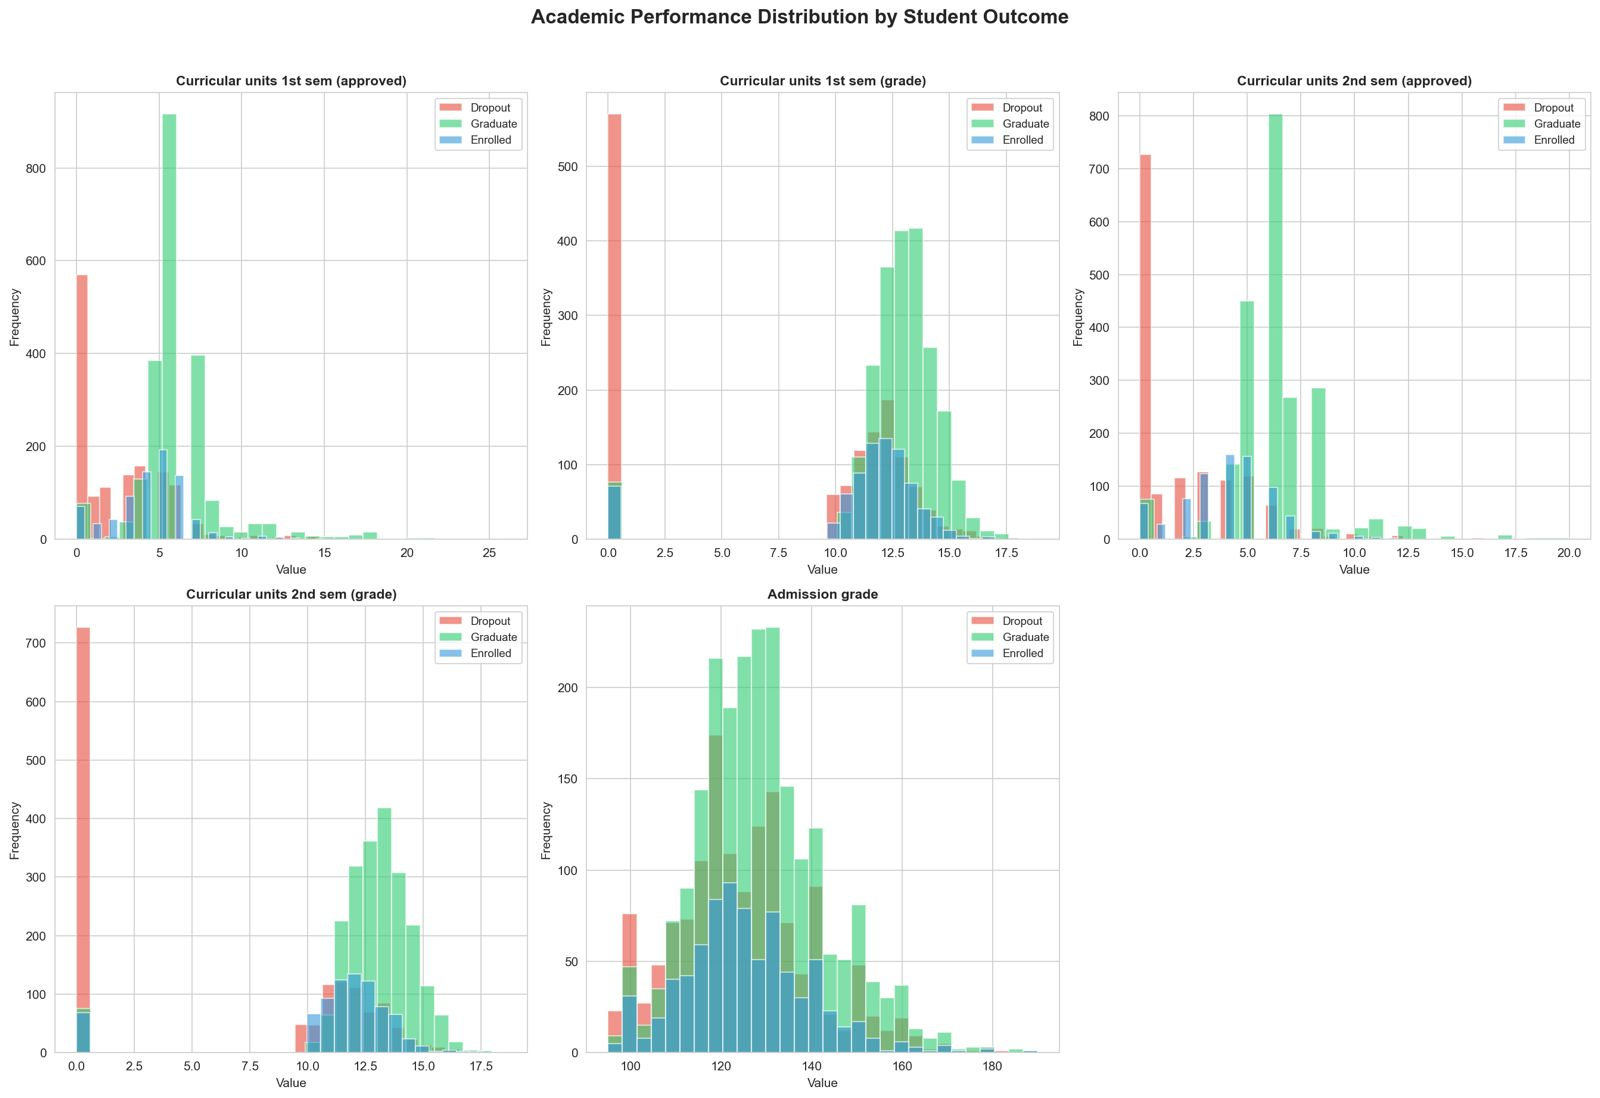 Academic Performance Distribution by Student Outcome
Curricular units 1st sem (approved)
Dropout
Graduate
Enrolled
800
600
400
200
0
Frequency
0 5 10 15 20 25
Value
Curricular units 1st sem (grade)
Dropout
Graduate
Enrolled
500
400
300
200
100
0
Frequency
0.0 2.5 5.0 7.5 10.0 12.5 15.0 17.5
Value
Curricular units 2nd sem (approved)
Dropout
Graduate
Enrolled
800
700
600
500
400
300
200
100
0
Frequency
0.0 2.5 5.0 7.5 10.0 12.5 15.0 17.5 20.0
Value
Curricular units 2nd sem (grade)
Dropout
Graduate
Enrolled
700
600
500
400
300
200
100
0
Frequency
0.0 2.5 5.0 7.5 10.0 12.5 15.0 17.5
Value
Admission grade
Dropout
Graduate
Enrolled
200
150
100
50
0
Frequency
100 120 140 160 180
Value